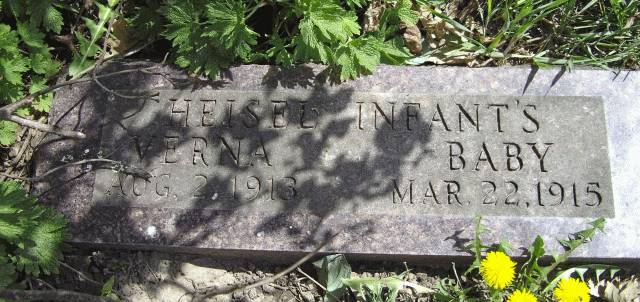 HEISEL INFANT'S
VERNA BABY
AUG. 2, 1913 MAR. 22, 1915